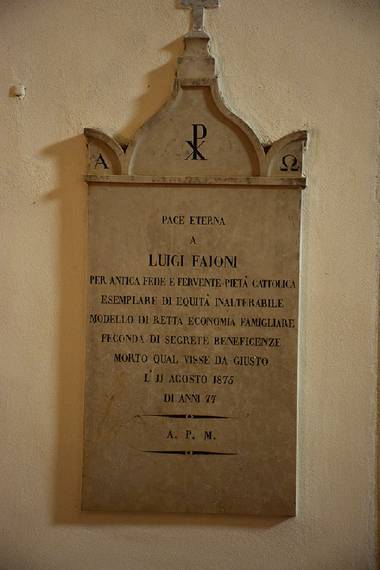 Α ☧ Ω
PACE ETERNA
A
LUIGI FAIONI
PER ANTICA FEDE E FERVENTE PIETÀ CATTOLICA
ESEMPLARE DI EQUITÀ INALTERABILE
MODELLO DI RETTA ECONOMIA FAMIGLIARE
FECONDA DI SEGRETE BENEFICENZE
MORTO QUAL VISSE DA GIUSTO
L' 11 AGOSTO 1875
DI ANNI 77
A. P. M.